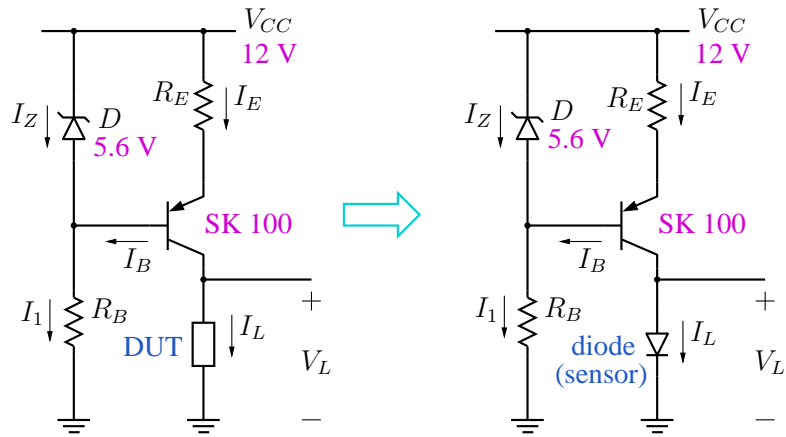 V_CC
12 V
R_E
I_E
I_Z
D
5.6 V
SK 100
I_B
I_1
R_B
DUT
I_L
+
V_L
−
V_CC
12 V
R_E
I_E
I_Z
D
5.6 V
SK 100
I_B
I_1
R_B
diode
(sensor)
I_L
+
V_L
−